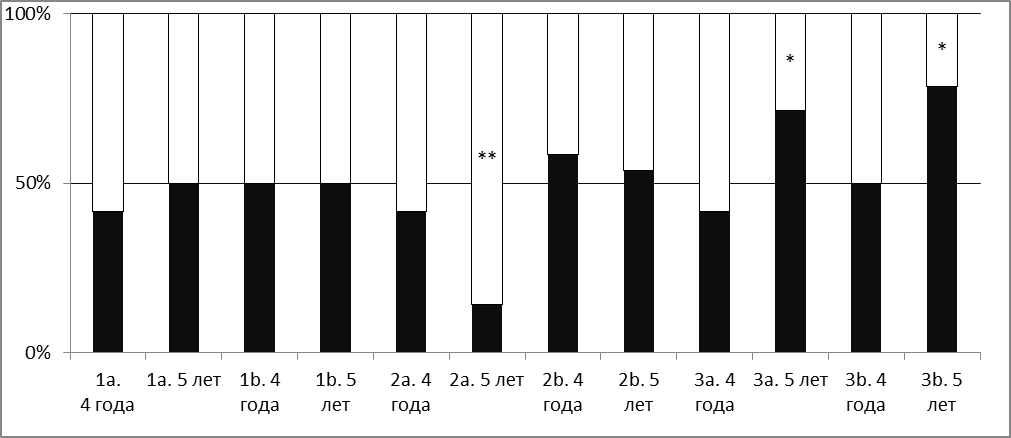 100%
50%
0%
*
*
**
1a. 4 года
1a. 5 лет
1b. 4 года
1b. 5 лет
2a. 4 года
2a. 5 лет
2b. 4 года
2b. 5 лет
3a. 4 года
3a. 5 лет
3b. 4 года
3b. 5 лет